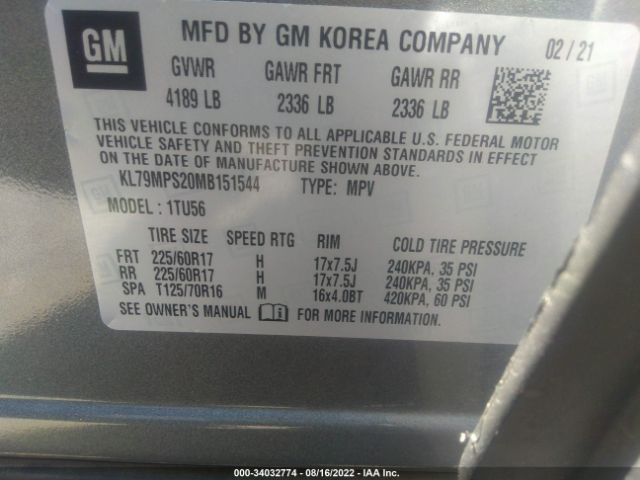 GM
MFD BY GM KOREA COMPANY 02 / 21
GVWR GAWR FRT GAWR RR
4189 LB 2336 LB 2336 LB
THIS VEHICLE CONFORMS TO ALL APPLICABLE U.S. FEDERAL MOTOR
VEHICLE SAFETY AND THEFT PREVENTION STANDARDS IN EFFECT
ON THE DATE OF MANUFACTURE SHOWN ABOVE.
KL79MPS20MB151544 TYPE: MPV
MODEL : 1TU56
TIRE SIZE SPEED RTG RIM COLD TIRE PRESSURE
FRT 225/60R17 H 17x7.5J 240KPA, 35 PSI
RR 225/60R17 H 17x7.5J 240KPA, 35 PSI
SPA T125/70R16 M 16x4.0BT 420KPA, 60 PSI
SEE OWNER'S MANUAL FOR MORE INFORMATION.
000-34032774 - 08/16/2022 - IAA Inc.